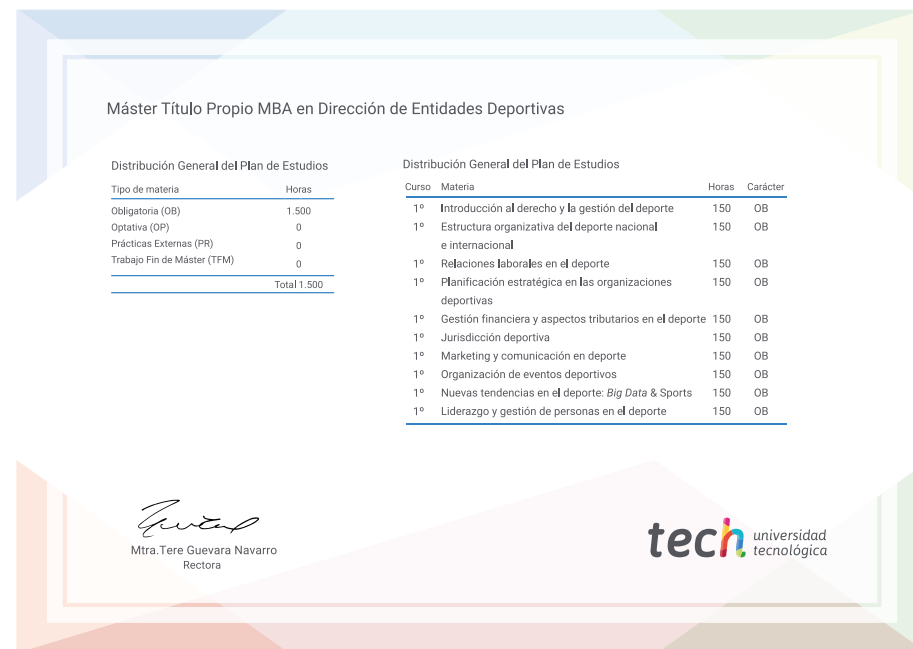 Máster Título Propio MBA en Dirección de Entidades Deportivas
Distribución General del Plan de Estudios
Tipo de materia Horas
Obligatoria (OB) 1.500
Optativa (OP) 0
Prácticas Externas (PR) 0
Trabajo Fin de Máster (TFM) 0
Total 1.500
Distribución General del Plan de Estudios
Curso Materia Horas Carácter
1º Introducción al derecho y la gestión del deporte 150 OB
1º Estructura organizativa del deporte nacional 150 OB
e internacional
1º Relaciones laborales en el deporte 150 OB
1º Planificación estratégica en las organizaciones 150 OB
deportivas
1º Gestión financiera y aspectos tributarios en el deporte 150 OB
1º Jurisdicción deportiva 150 OB
1º Marketing y comunicación en deporte 150 OB
1º Organización de eventos deportivos 150 OB
1º Nuevas tendencias en el deporte: Big Data & Sports 150 OB
1º Liderazgo y gestión de personas en el deporte 150 OB
Mtra.Tere Guevara Navarro
Rectora
tech universidad
tecnológica